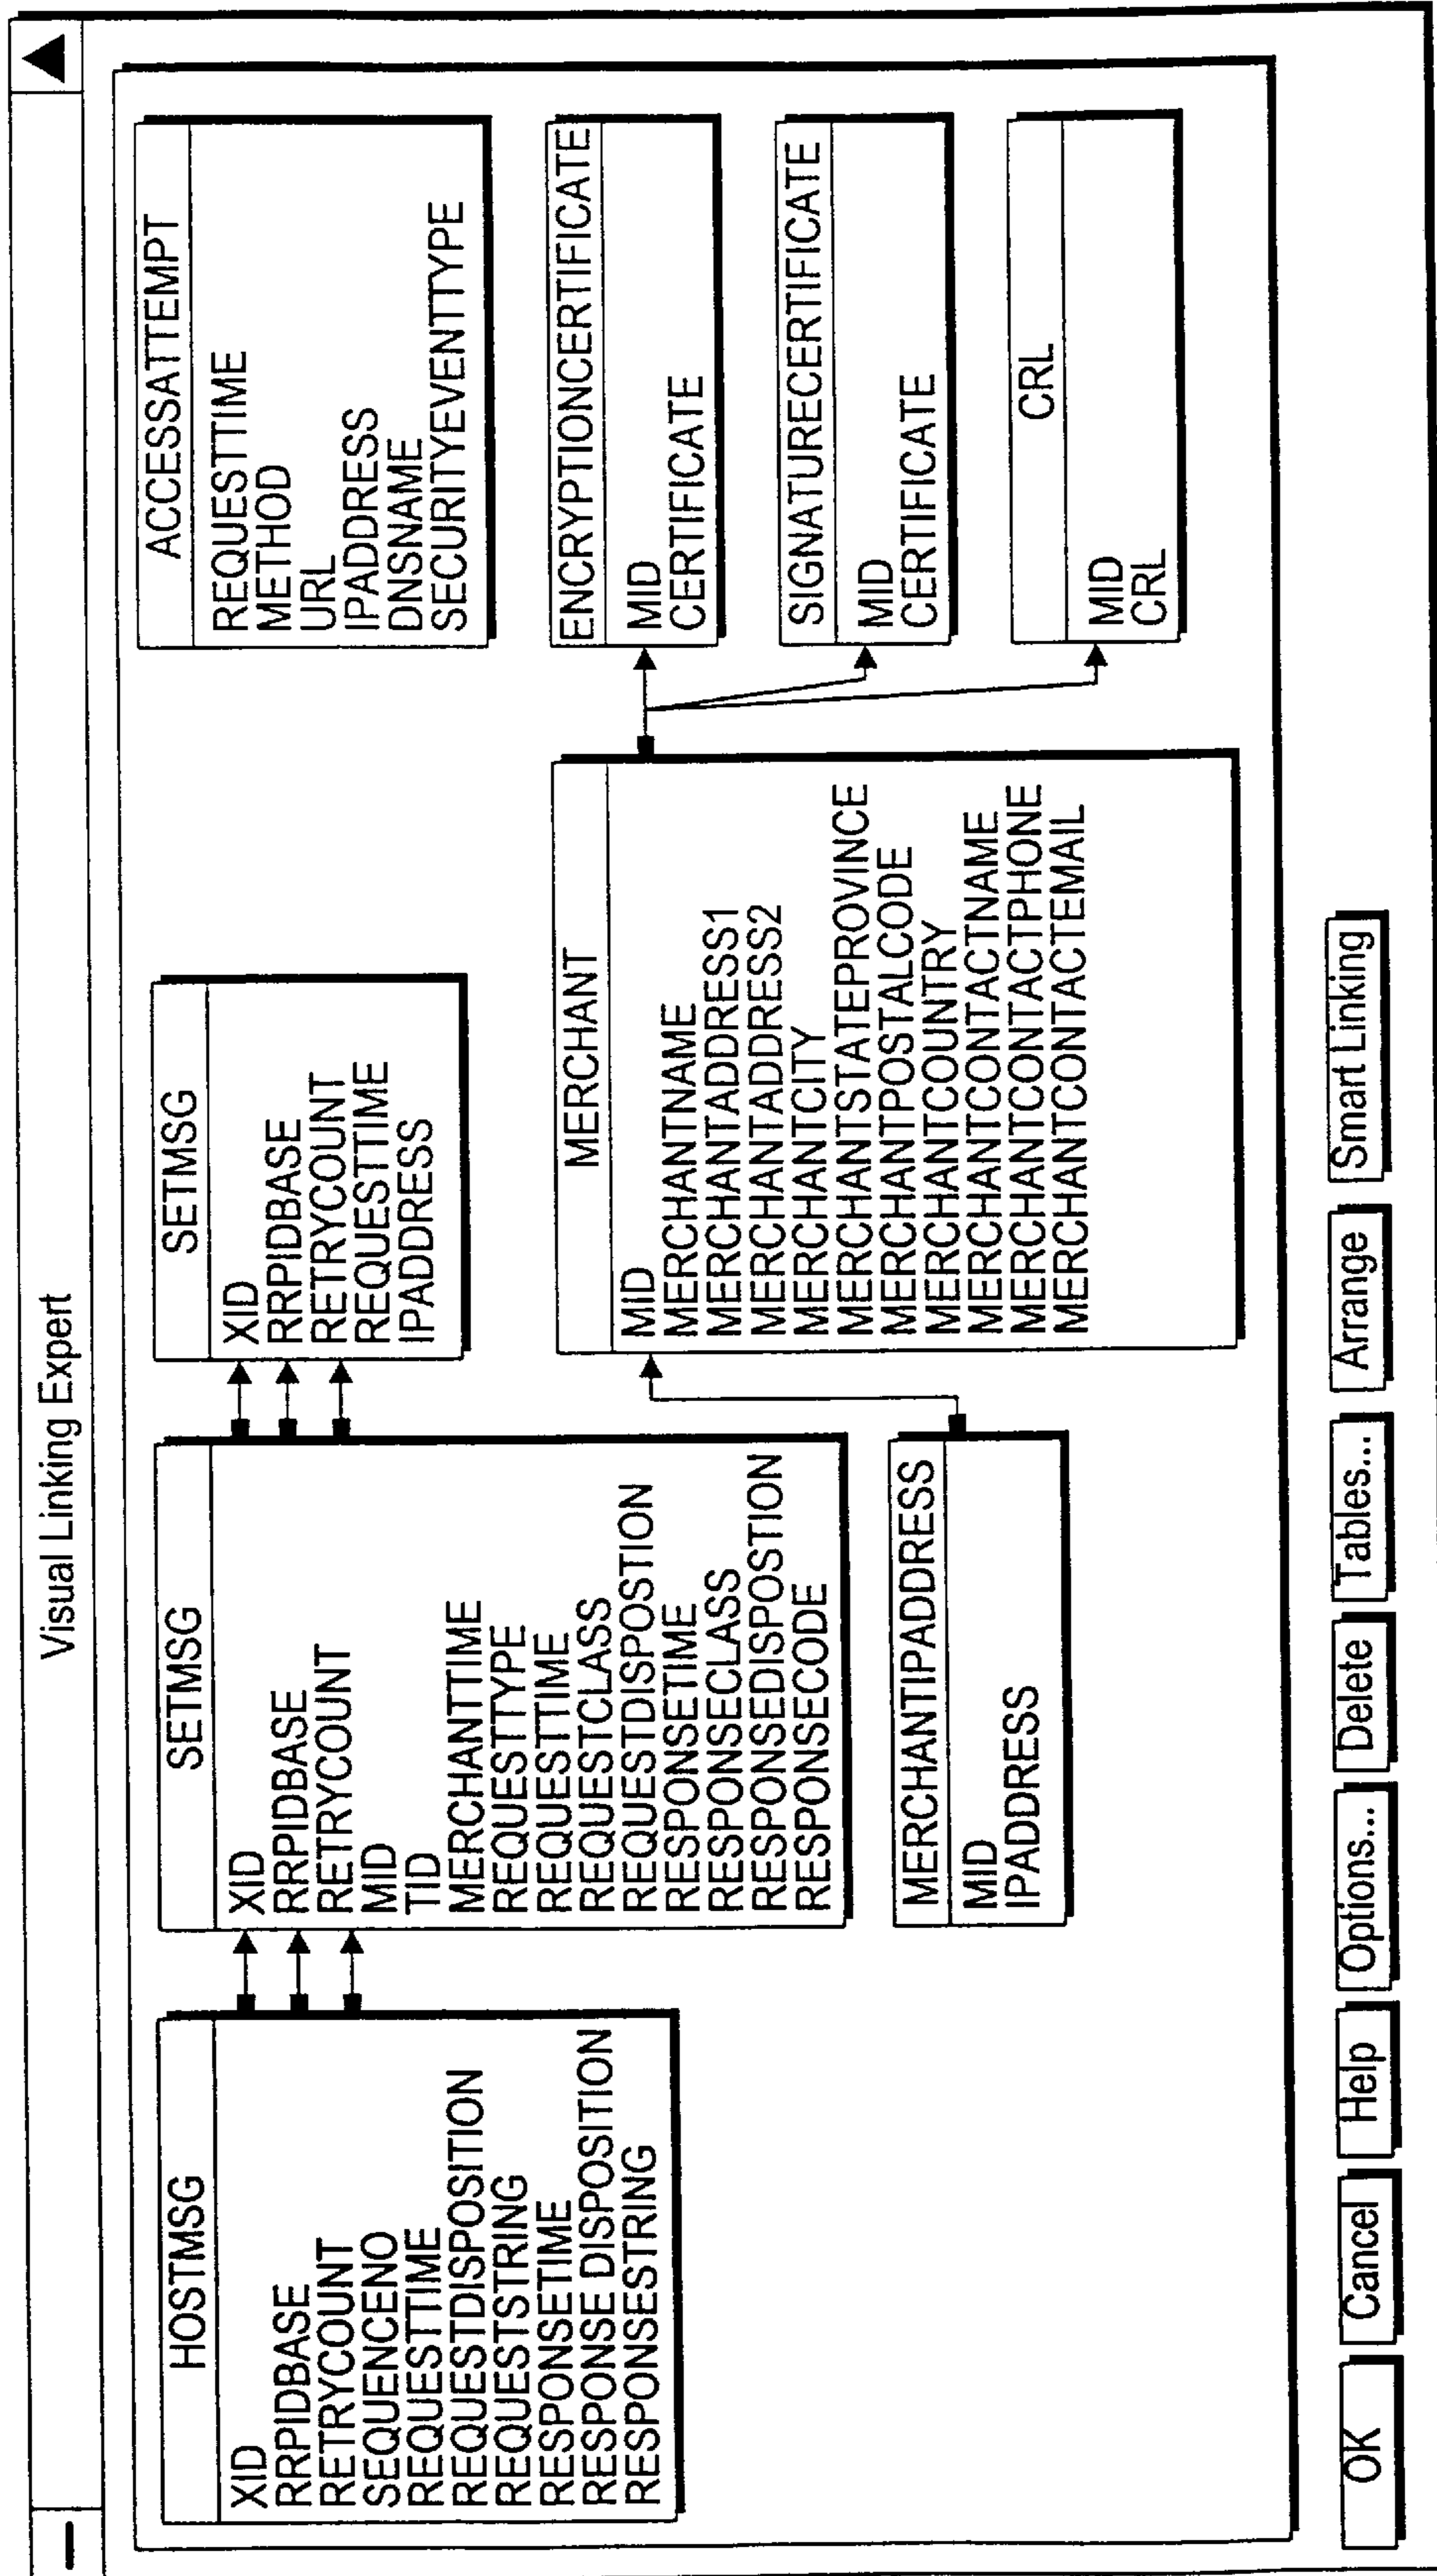 Visual Linking Expert
HOSTMSG
XID
RRPIDBASE
RETRYCOUNT
SEQUENCENO
REQUESTTIME
REQUESTDISPOSITION
REQUESTSTRING
RESPONSETIME
RESPONSE DISPOSITION
RESPONSESTRING
SETMSG
XID
RRPIDBASE
RETRYCOUNT
MID
TID
MERCHANTTIME
REQUESTTYPE
REQUESTTIME
REQUESTCLASS
REQUESTDISPOSTION
RESPONSETIME
RESPONSECLASS
RESPONSEDISPOSTION
RESPONSECODE
SETMSG
XID
RRPIDBASE
RETRYCOUNT
REQUESTTIME
IPADDRESS
ACCESSATTEMPT
REQUESTTIME
METHOD
URL
IPADDRESS
DNSNAME
SECURITYEVENTTYPE
MERCHANTIPADDRESS
MID
IPADDRESS
MERCHANT
MID
MERCHANTNAME
MERCHANTADDRESS1
MERCHANTADDRESS2
MERCHANTCITY
MERCHANTSTATEPROVINCE
MERCHANTPOSTALCODE
MERCHANTCOUNTRY
MERCHANTCONTACTNAME
MERCHANTCONTACTPHONE
MERCHANTCONTACTEMAIL
ENCRYPTIONCERTIFICATE
MID
CERTIFICATE
SIGNATURECERTIFICATE
MID
CERTIFICATE
CRL
MID
CRL
OK
Cancel
Help
Options...
Delete
Tables...
Arrange
Smart Linking